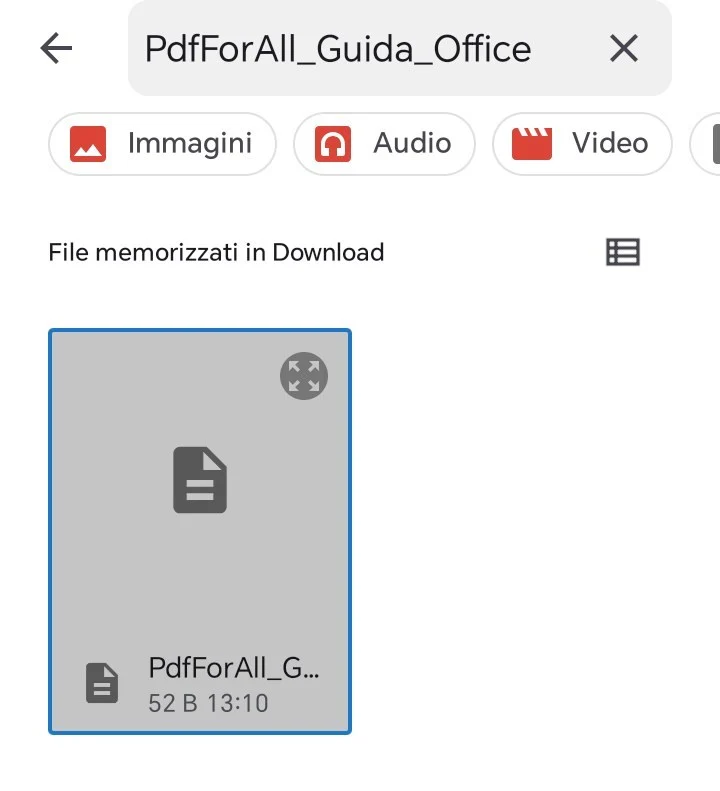 PdfForAll_Guida_Office
Immagini Audio Video
File memorizzati in Download
PdfForAll_G...
52 B 13:10